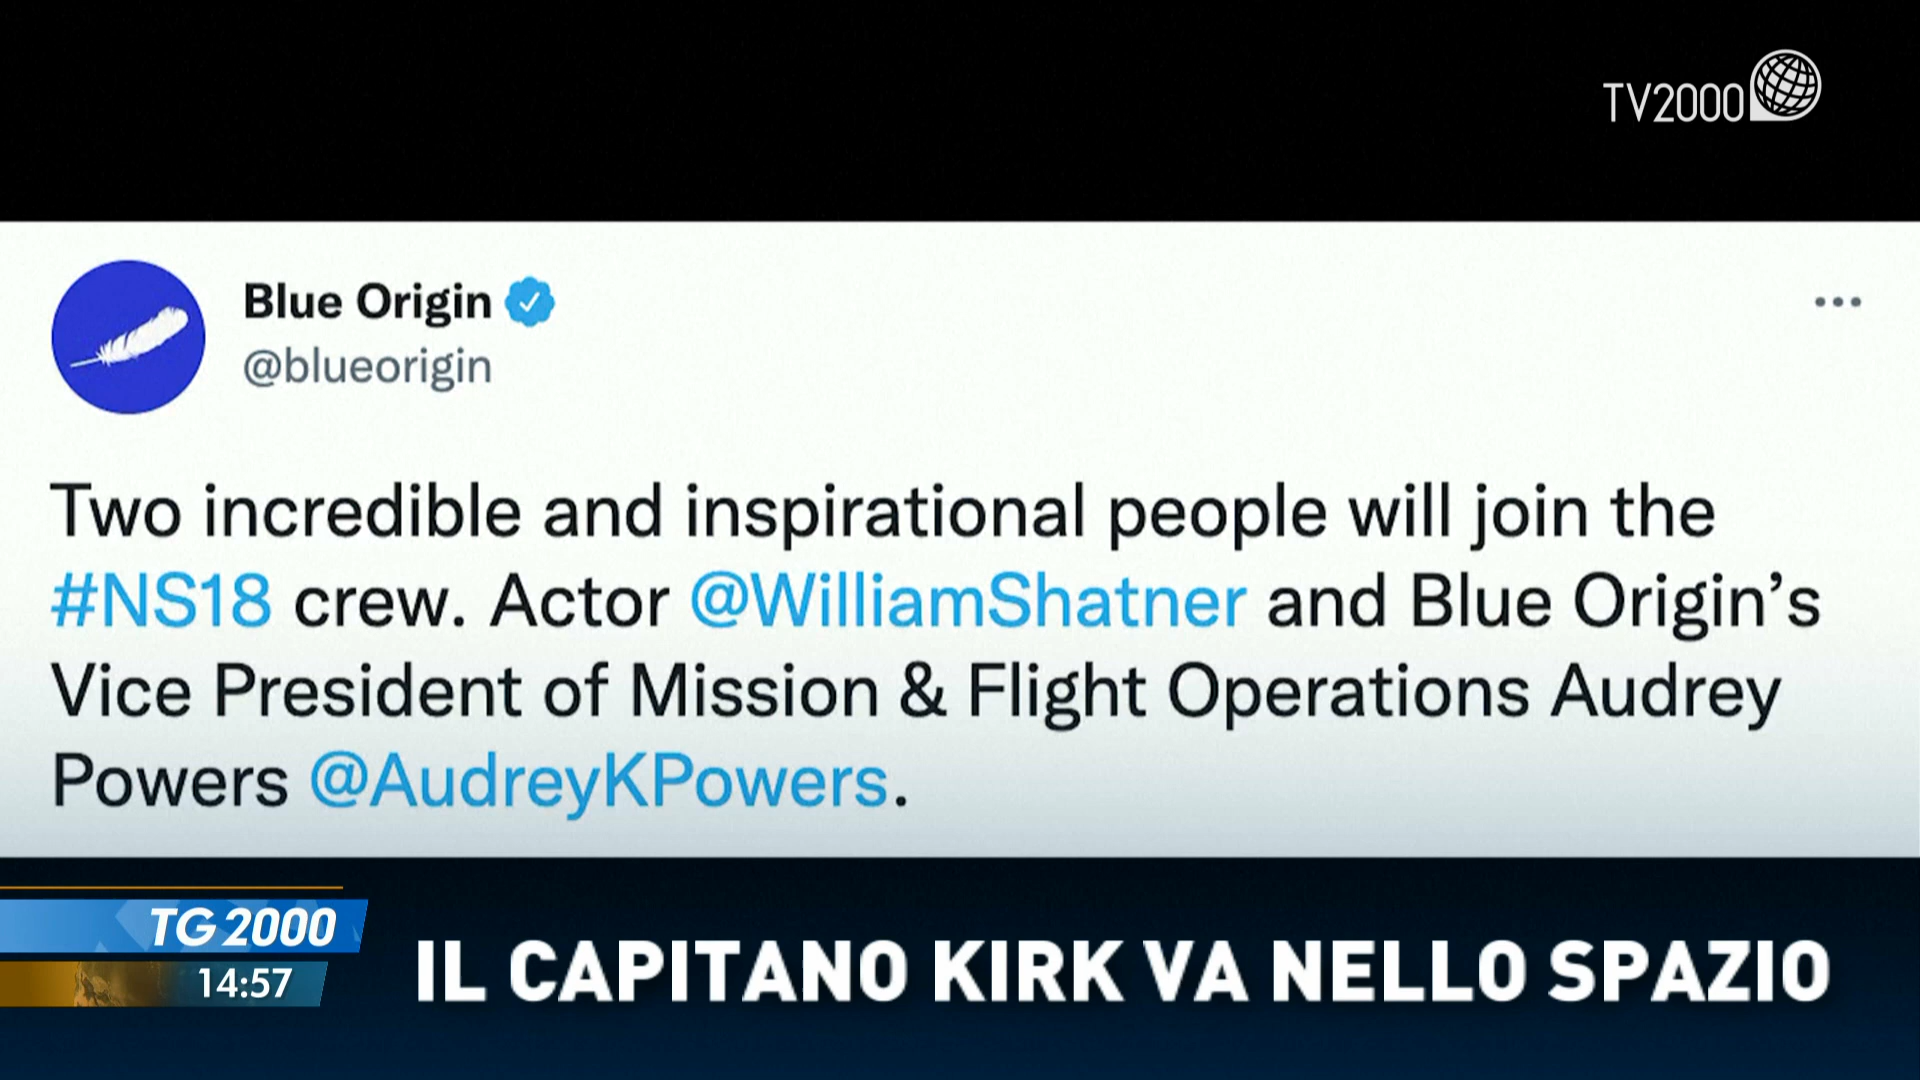 TV2000
Blue Origin
@blueorigin
Two incredible and inspirational people will join the
#NS18 crew. Actor @WilliamShatner and Blue Origin’s
Vice President of Mission & Flight Operations Audrey
Powers @AudreyKPowers.
TG 2000
14:57
IL CAPITANO KIRK VA NELLO SPAZIO